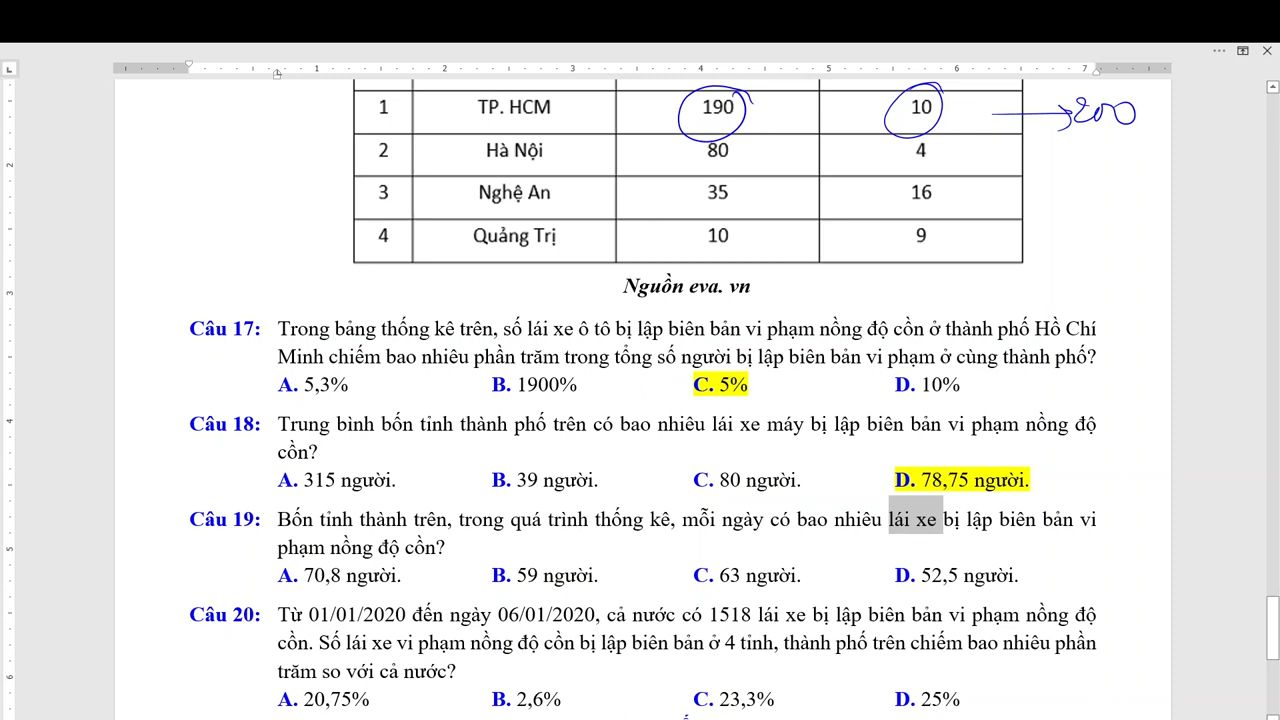 1 2 3 4 5 6 7
1 TP. HCM 190 10 200
2 Hà Nội 80 4
3 Nghệ An 35 16
4 Quảng Trị 10 9
Nguồn eva. vn
Câu 17: Trong bảng thống kê trên, số lái xe ô tô bị lập biên bản vi phạm nồng độ cồn ở thành phố Hồ Chí
Minh chiếm bao nhiêu phần trăm trong tổng số người bị lập biên bản vi phạm ở cùng thành phố?
A. 5,3% B. 1900% C. 5% D. 10%
Câu 18: Trung bình bốn tỉnh thành phố trên có bao nhiêu lái xe máy bị lập biên bản vi phạm nồng độ
cồn?
A. 315 người. B. 39 người. C. 80 người. D. 78,75 người.
Câu 19: Bốn tỉnh thành trên, trong quá trình thống kê, mỗi ngày có bao nhiêu lái xe bị lập biên bản vi
phạm nồng độ cồn?
A. 70,8 người. B. 59 người. C. 63 người. D. 52,5 người.
Câu 20: Từ 01/01/2020 đến ngày 06/01/2020, cả nước có 1518 lái xe bị lập biên bản vi phạm nồng độ
cồn. Số lái xe vi phạm nồng độ cồn bị lập biên bản ở 4 tỉnh, thành phố trên chiếm bao nhiêu phần
trăm so với cả nước?
A. 20,75% B. 2,6% C. 23,3% D. 25%